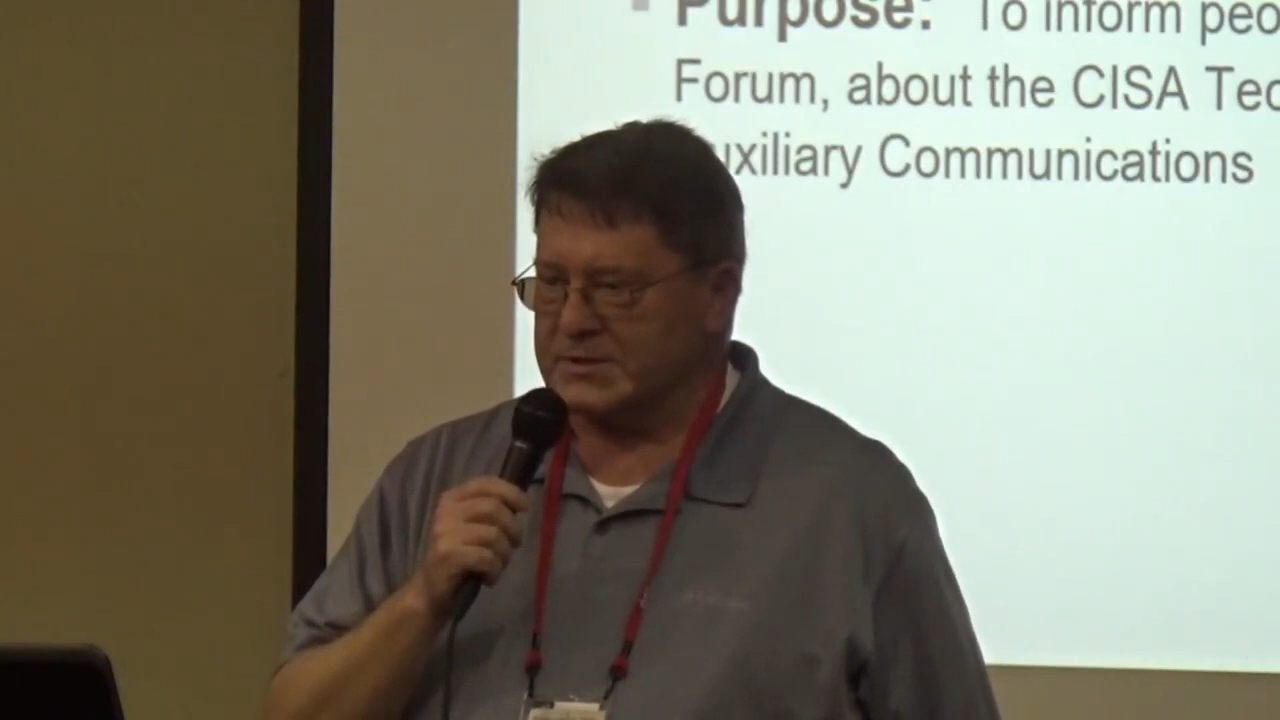 Purpose: To inform peo
Forum, about the CISA Tec
uxiliary Communications